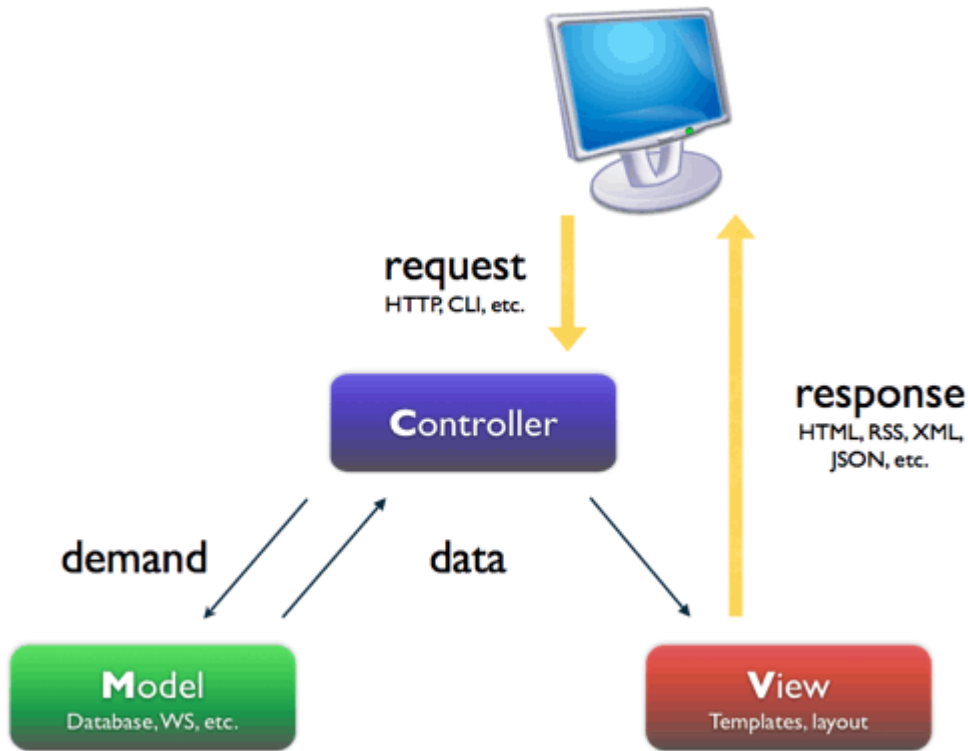 request
HTTP, CLI, etc.
Controller
response
HTML, RSS, XML,
JSON, etc.
demand
data
Model
Database, WS, etc.
View
Templates, layout